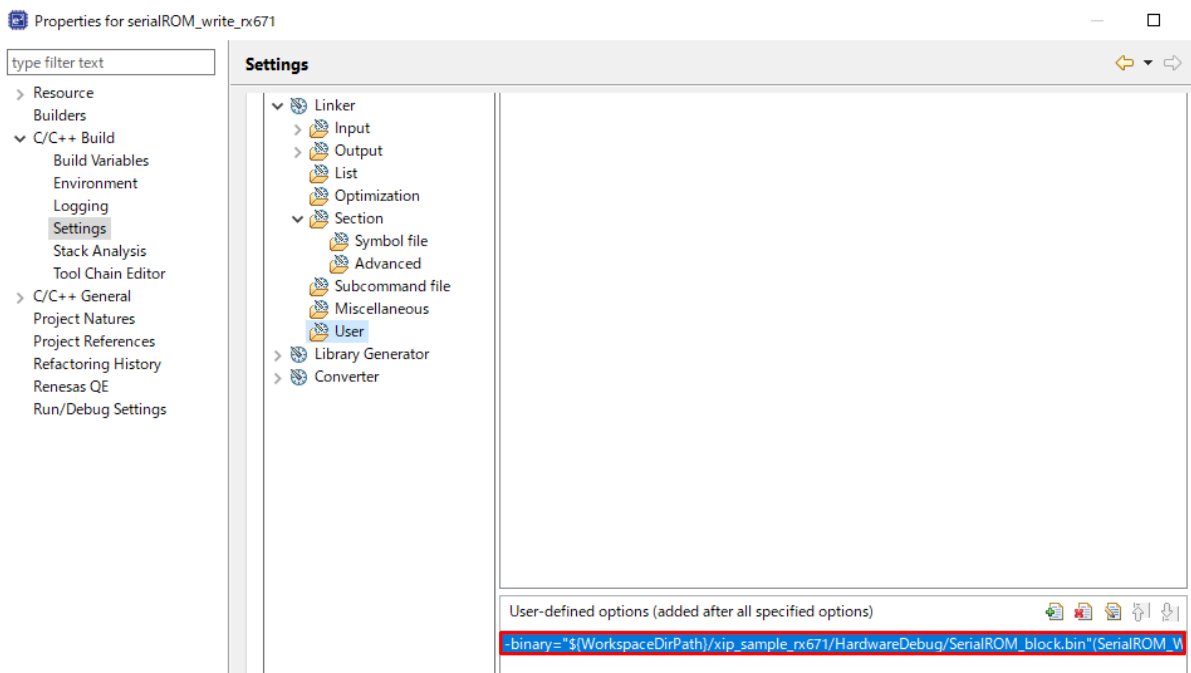 Properties for serialROM_write_rx671
type filter text
Settings
Resource
Builders
C/C++ Build
Build Variables
Environment
Logging
Settings
Stack Analysis
Tool Chain Editor
C/C++ General
Project Natures
Project References
Refactoring History
Renesas QE
Run/Debug Settings
Linker
Input
Output
List
Optimization
Section
Symbol file
Advanced
Subcommand file
Miscellaneous
User
Library Generator
Converter
User-defined options (added after all specified options)
-binary="${WorkspaceDirPath}/xip_sample_rx671/HardwareDebug/SerialROM_block.bin"(SerialROM_W